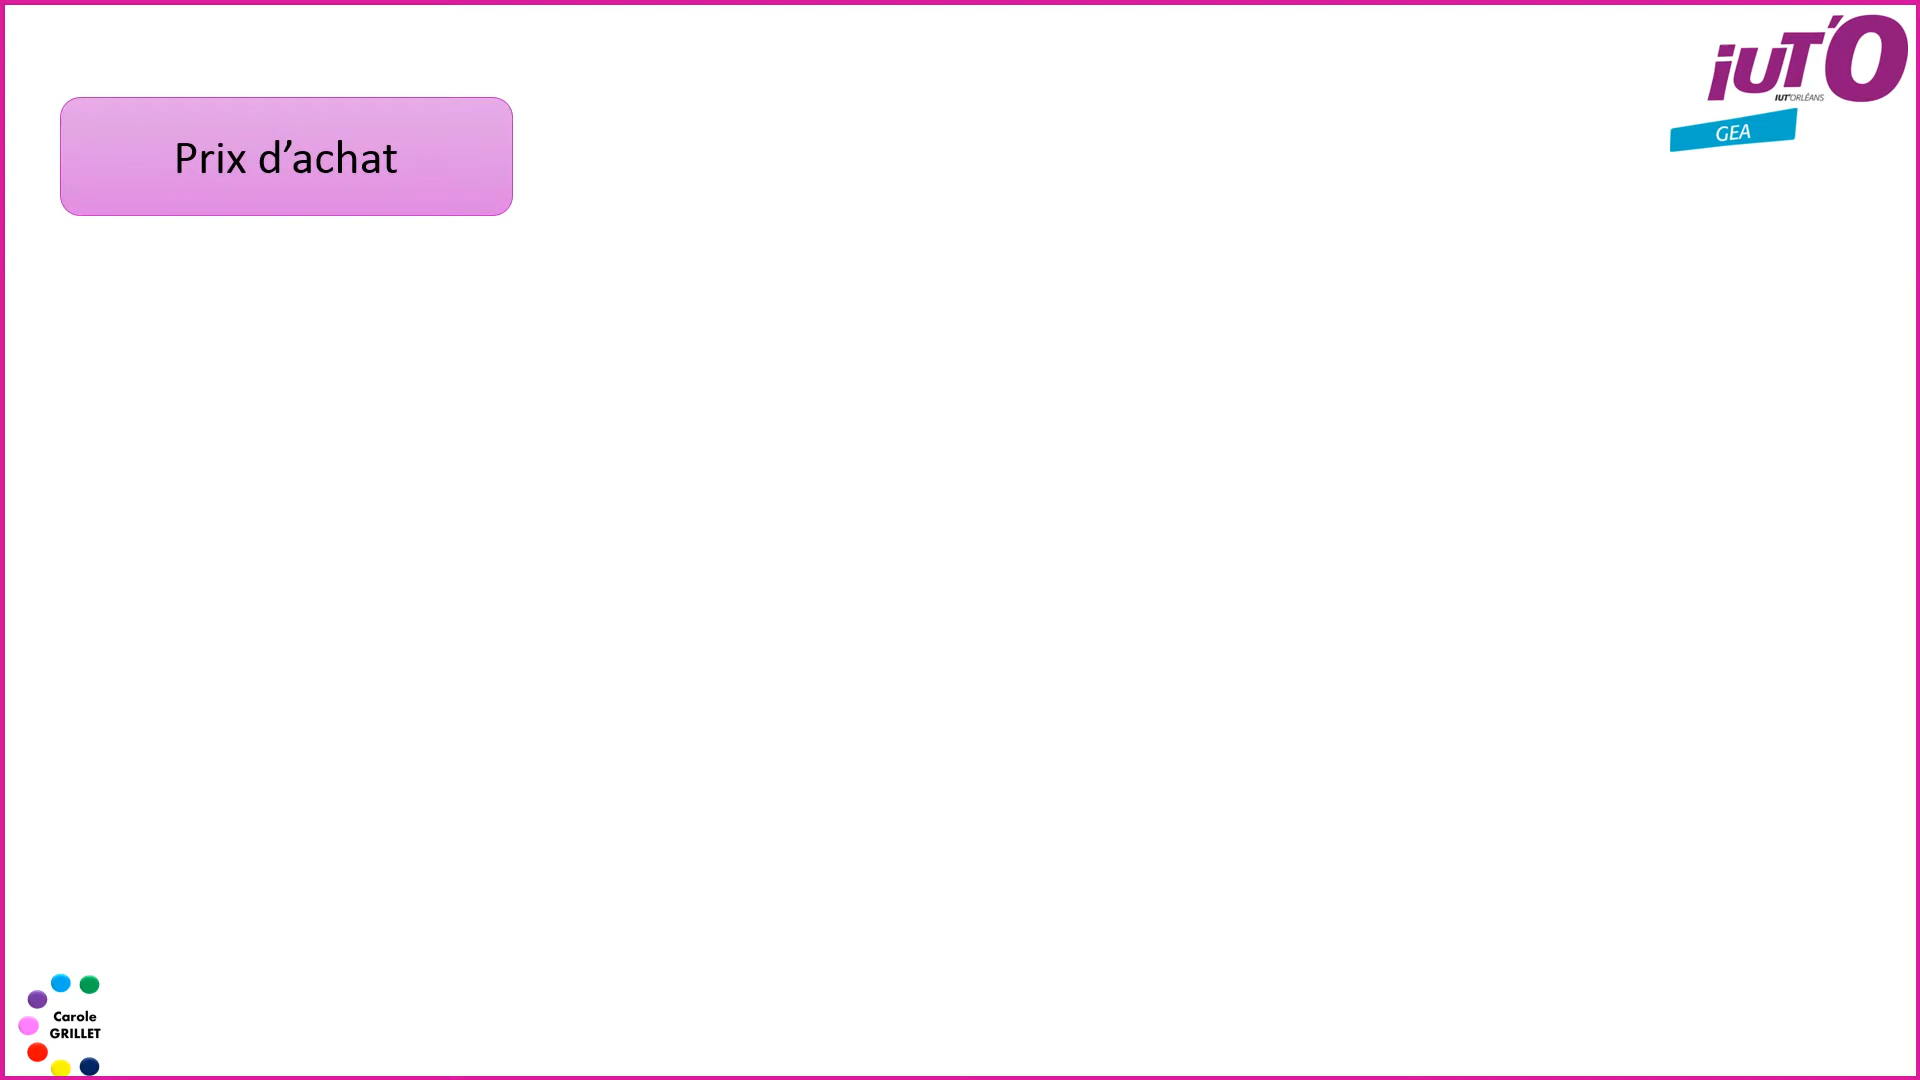 iUT'O
IUT'ORLÉANS
GEA
Prix d’achat
Carole
GRILLET